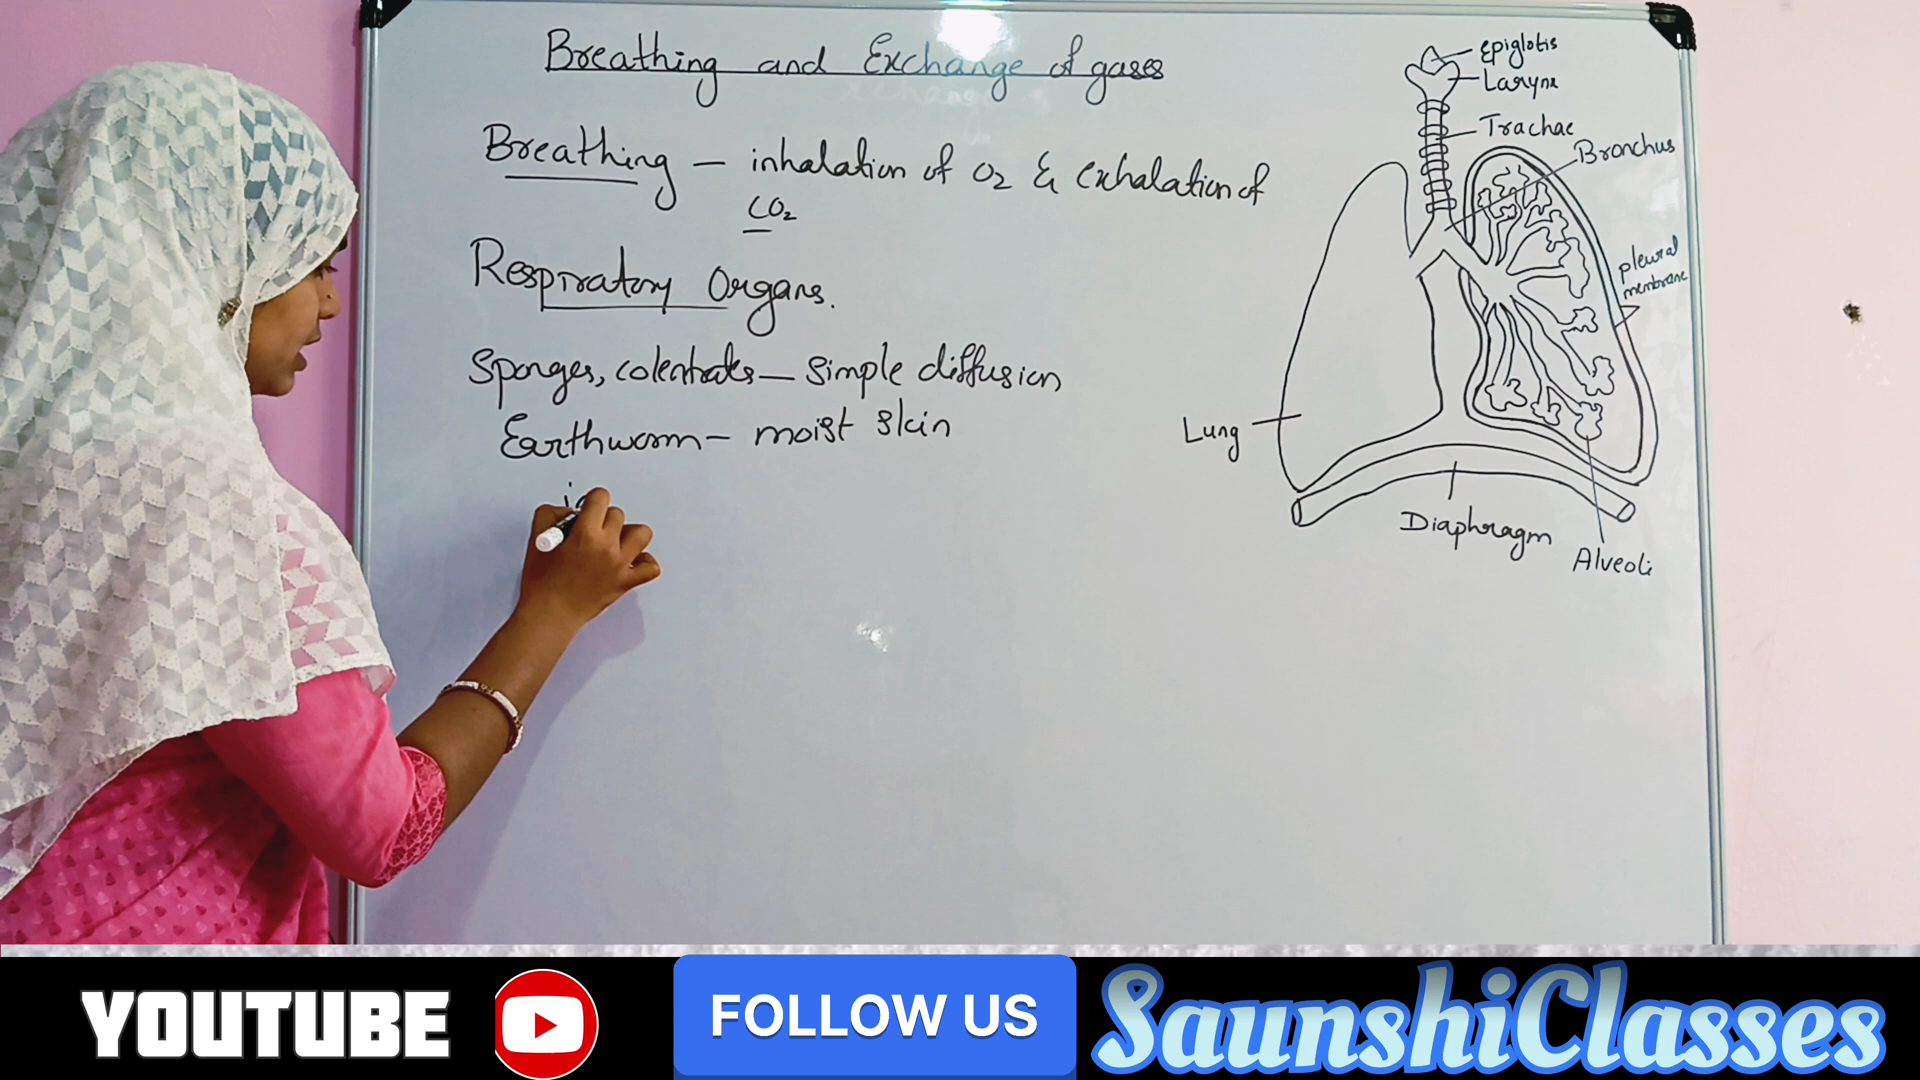 Breathing and Exchange of gases
Breathing – inhalation of O2 & exhalation of
CO2
Respiratory Organs.
Sponges, colentrates – simple diffusion
Earthworm – moist skin
epiglotis
Larynx
Trachae
Bronchus
pleural
membrane
Lung
Diaphragm
Alveoli
YOUTUBE
FOLLOW US
SaunshiClasses